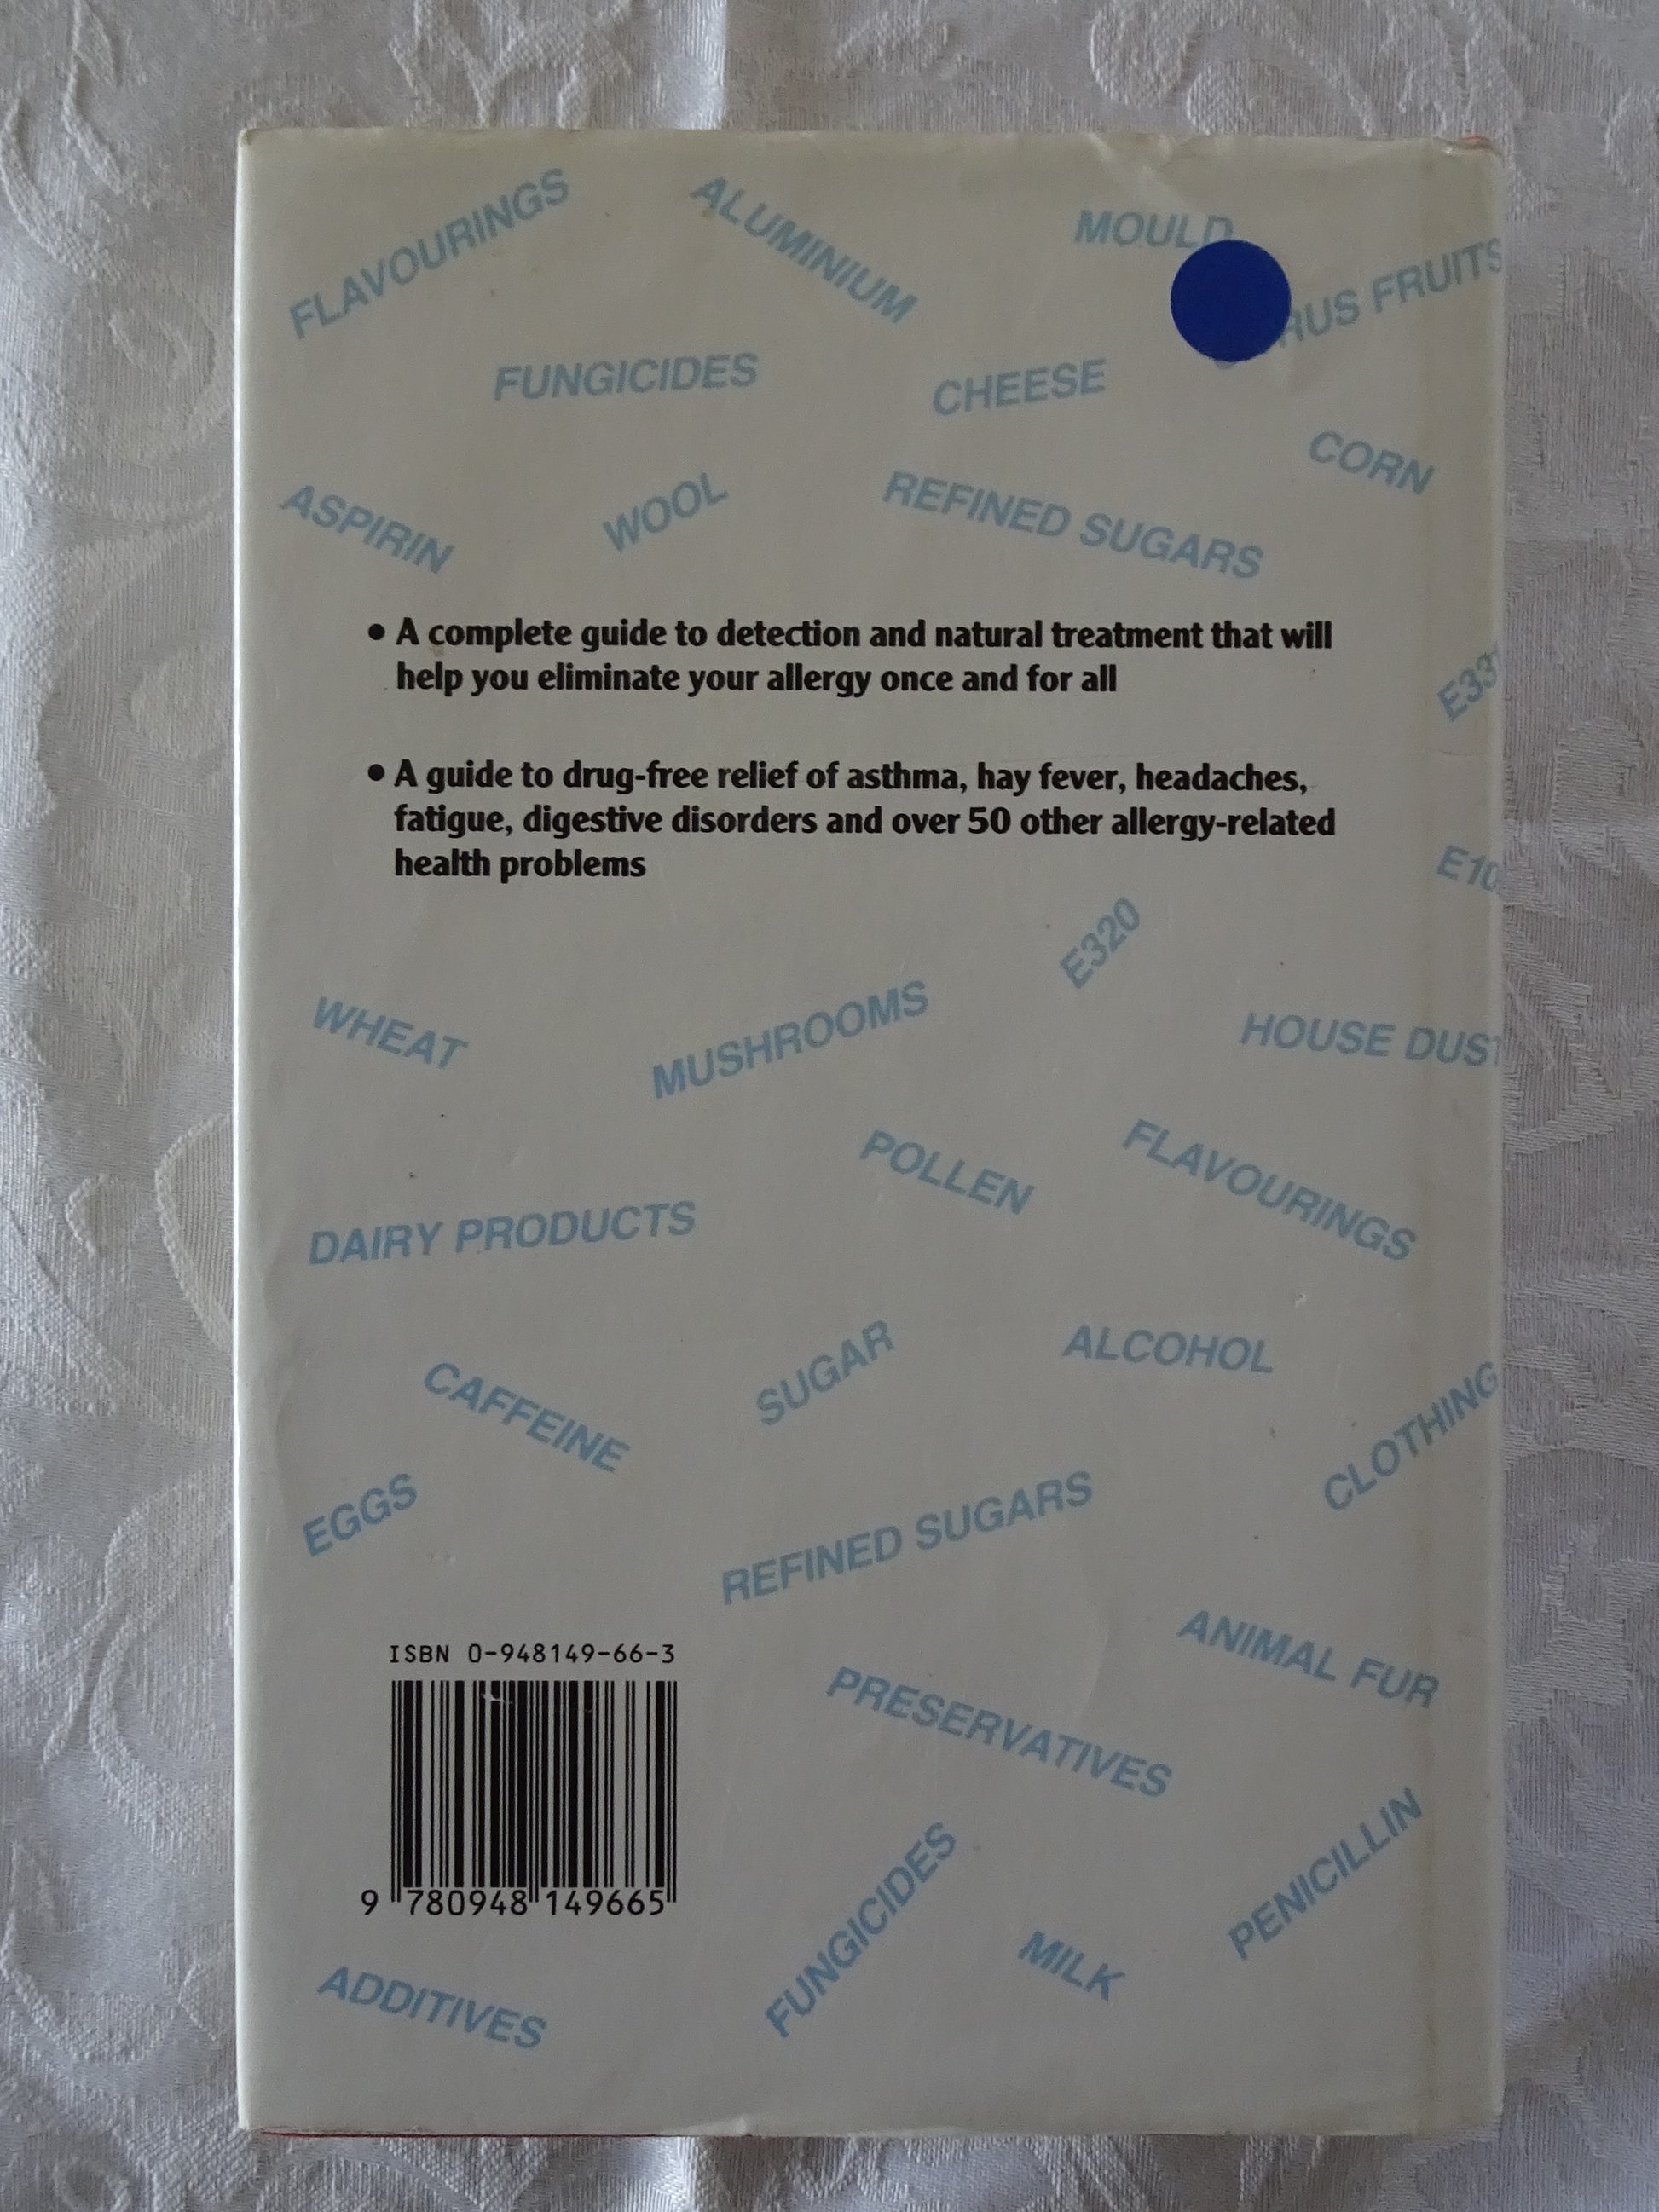 FLAVOURINGS
ALUMINIUM
MOULD
RUS FRUITS
FUNGICIDES
CHEESE
CORN
ASPIRIN
WOOL
REFINED SUGARS
• A complete guide to detection and natural treatment that will
help you eliminate your allergy once and for all
E33
• A guide to drug-free relief of asthma, hay fever, headaches,
fatigue, digestive disorders and over 50 other allergy-related
health problems
E10
E320
WHEAT
MUSHROOMS
HOUSE DUST
POLLEN
FLAVOURINGS
DAIRY PRODUCTS
CAFFEINE
SUGAR
ALCOHOL
CLOTHING
EGGS
REFINED SUGARS
ANIMAL FUR
ISBN 0-948149-66-3
PRESERVATIVES
9 780948 149665
FUNGICIDES
MILK
PENICILLIN
ADDITIVES